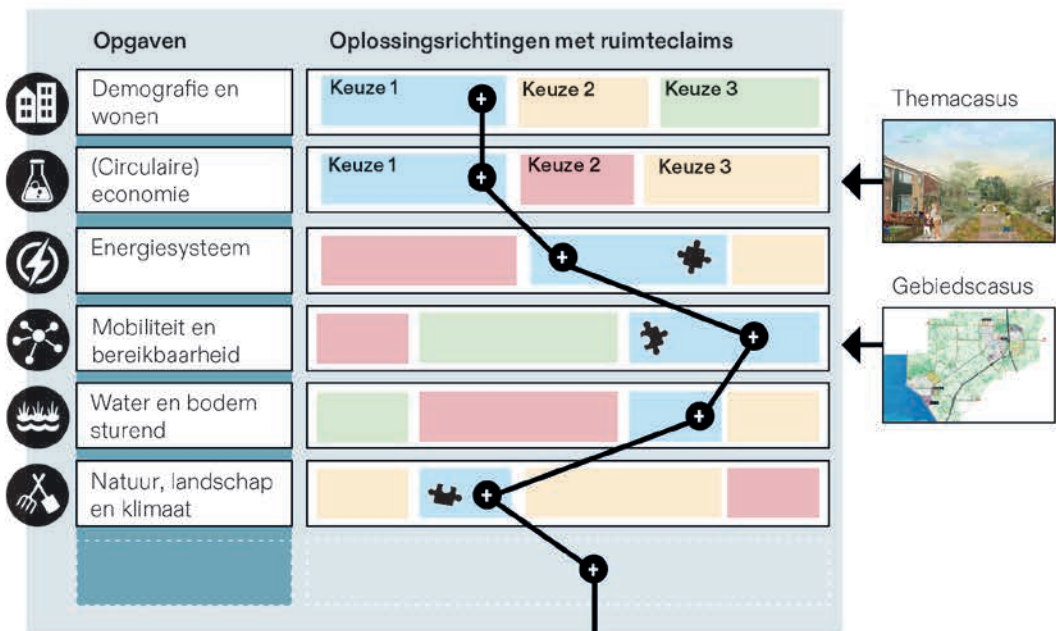 Opgaven
Oplossingsrichtingen met ruimteclaims
Demografie en
wonen
Keuze 1
Keuze 2
Keuze 3
(Circulaire)
economie
Keuze 1
Keuze 2
Keuze 3
Energiesysteem
Mobiliteit en
bereikbaarheid
Water en bodem
sturend
Natuur, landschap
en klimaat
Themacasus
Gebiedscasus